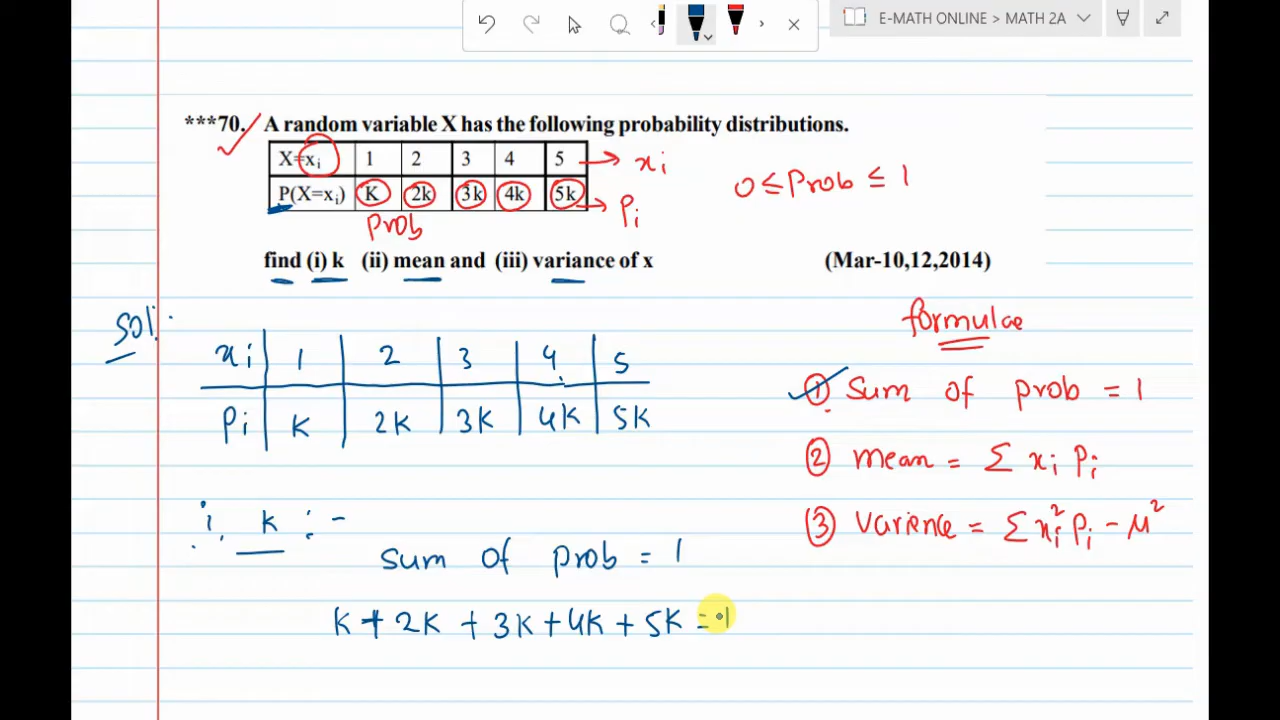 E-MATH ONLINE > MATH 2A
***70. A random variable X has the following probability distributions.
X=xᵢ 1 2 3 4 5 → xi
P(X=xᵢ) K 2k 3k 4k 5k → Pi
Prob
0 ≤ Prob ≤ 1
find (i) k (ii) mean and (iii) variance of x (Mar-10,12,2014)
Sol:
xi 1 2 3 4 5
Pi K 2K 3K 4K 5K
formulae
① Sum of prob = 1
② mean = Σ xi Pi
③ Varience = Σ xi² Pi - μ²
i. k :-
sum of prob = 1
K + 2K + 3K + 4K + 5K = 1